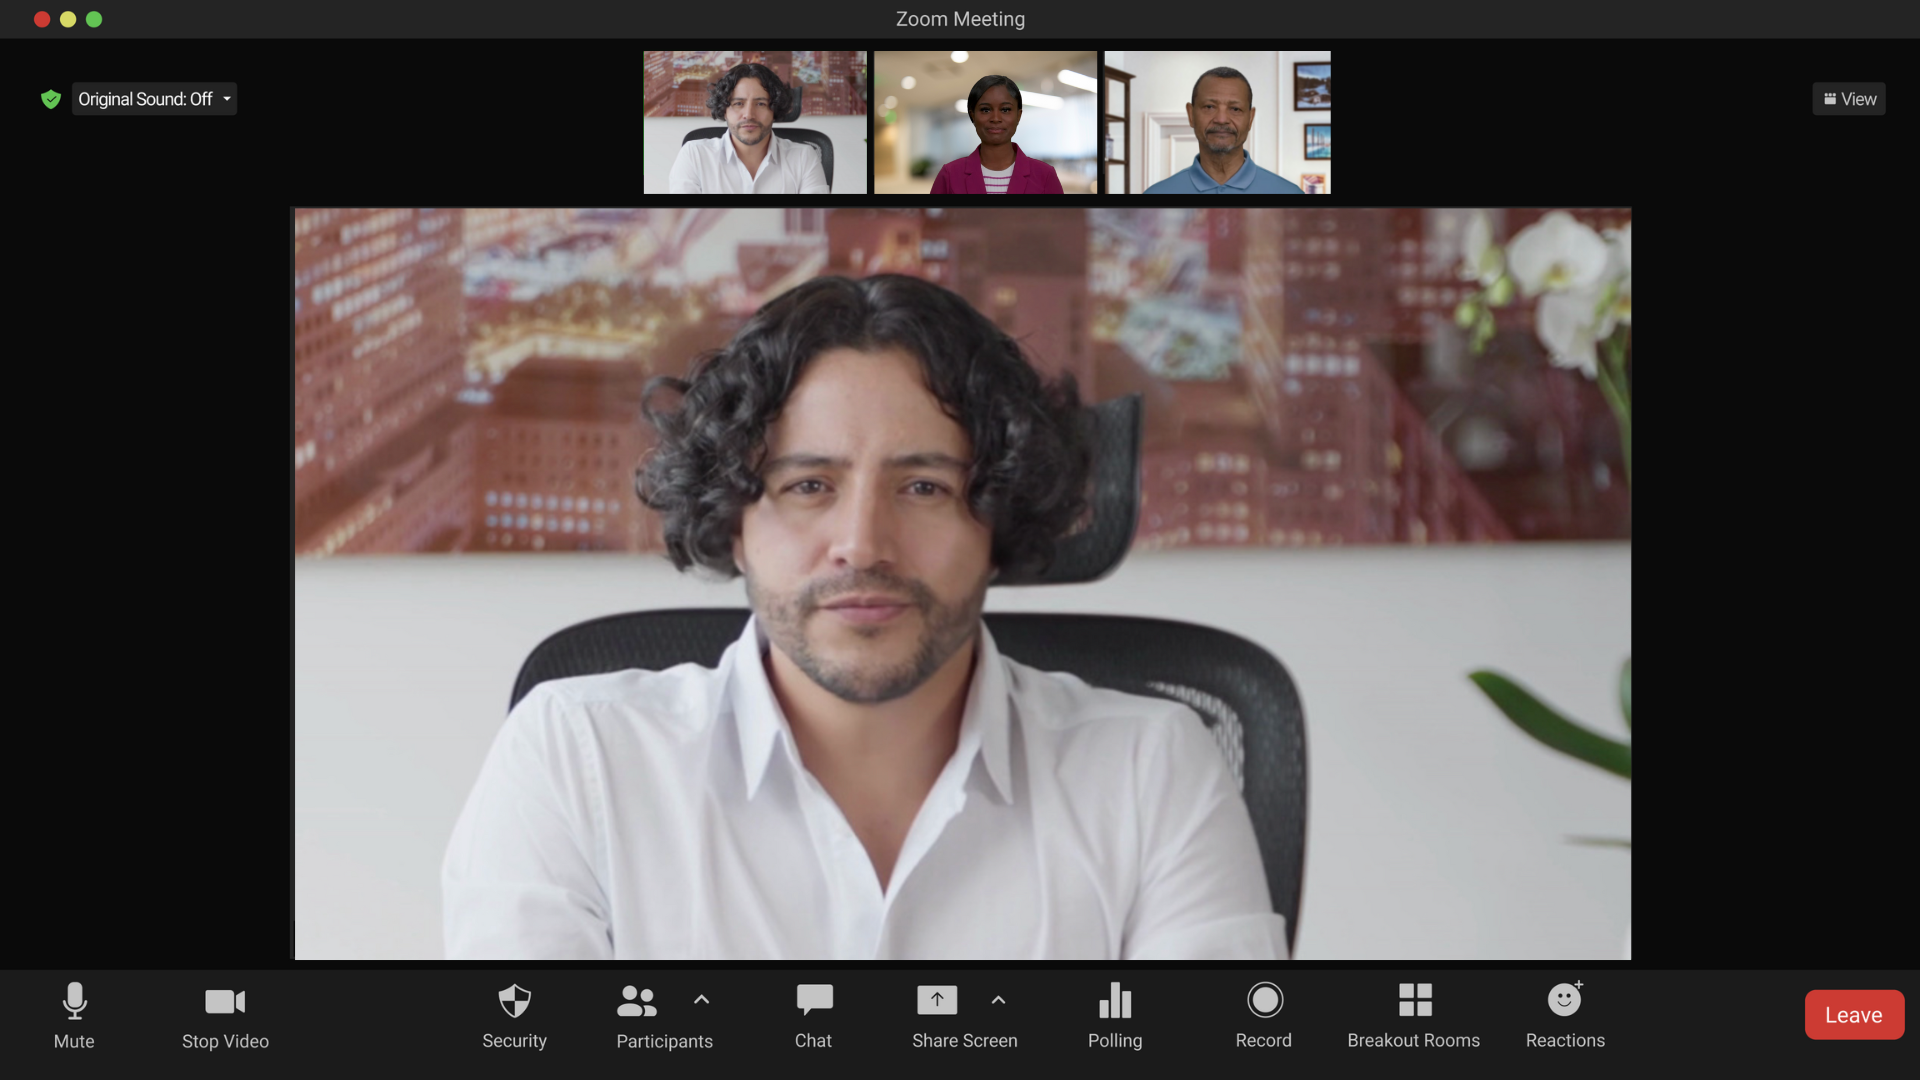 Zoom Meeting
Original Sound: Off
View
Mute
Stop Video
Security
Participants
Chat
Share Screen
Polling
Record
Breakout Rooms
Reactions
Leave